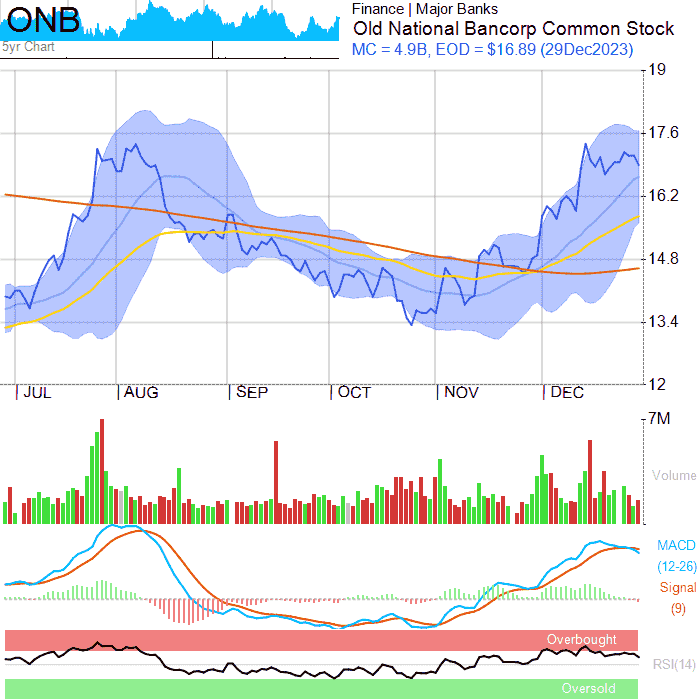 ONB
5yr Chart
Finance | Major Banks
Old National Bancorp Common Stock
MC = 4.9B, EOD = $16.89 (29Dec2023)
19
17.6
16.2
14.8
13.4
12
JUL AUG SEP OCT NOV DEC
7M
Volume
MACD
(12-26)
Signal
(9)
Overbought
RSI(14)
Oversold